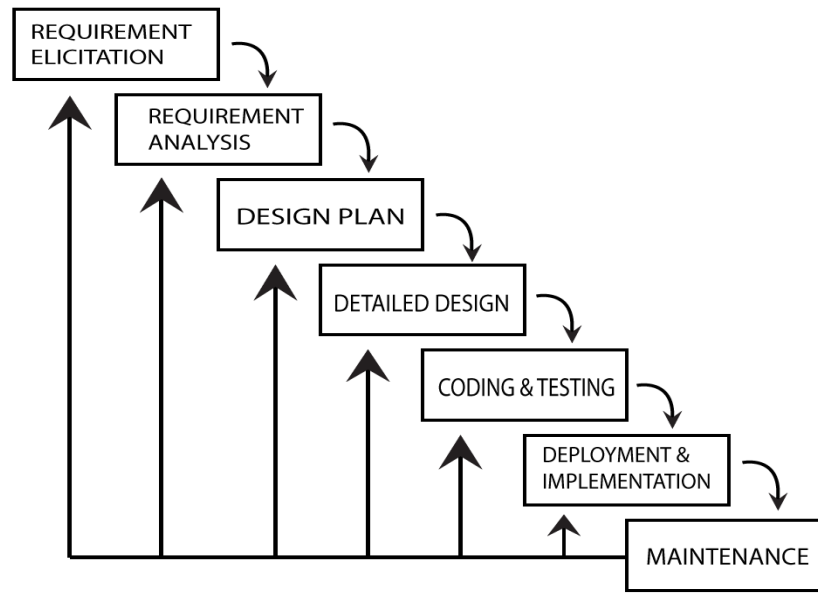 REQUIREMENT
ELICITATION
REQUIREMENT
ANALYSIS
DESIGN PLAN
DETAILED DESIGN
CODING & TESTING
DEPLOYMENT &
IMPLEMENTATION
MAINTENANCE